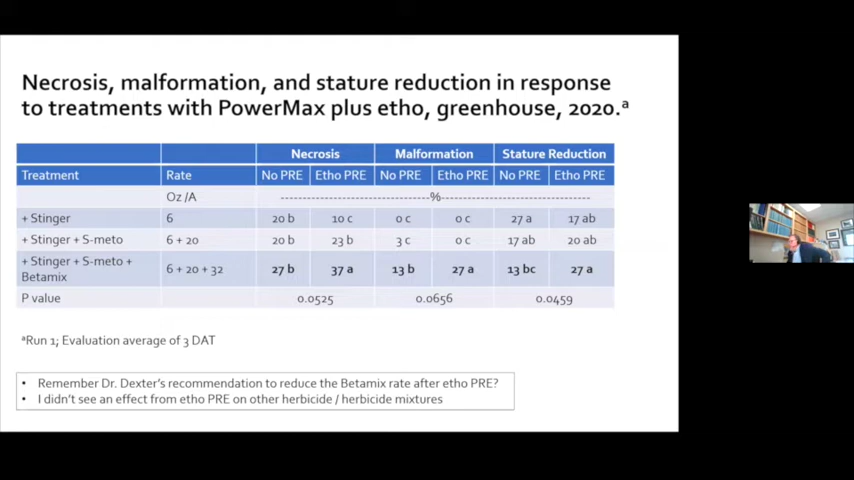 Necrosis, malformation, and stature reduction in response
to treatments with PowerMax plus etho, greenhouse, 2020.ᵃ
Necrosis Malformation Stature Reduction
Treatment Rate No PRE Etho PRE No PRE Etho PRE No PRE Etho PRE
Oz /A ----------------------------------%----------------------------------
+ Stinger 6 20 b 10 c 0 c 0 c 27 a 17 ab
+ Stinger + S-meto 6 + 20 20 b 23 b 3 c 0 c 17 ab 20 ab
+ Stinger + S-meto +
Betamix 6 + 20 + 32 27 b 37 a 13 b 27 a 13 bc 27 a
P value 0.0525 0.0656 0.0459
ᵃRun 1; Evaluation average of 3 DAT
• Remember Dr. Dexter's recommendation to reduce the Betamix rate after etho PRE?
• I didn't see an effect from etho PRE on other herbicide / herbicide mixtures